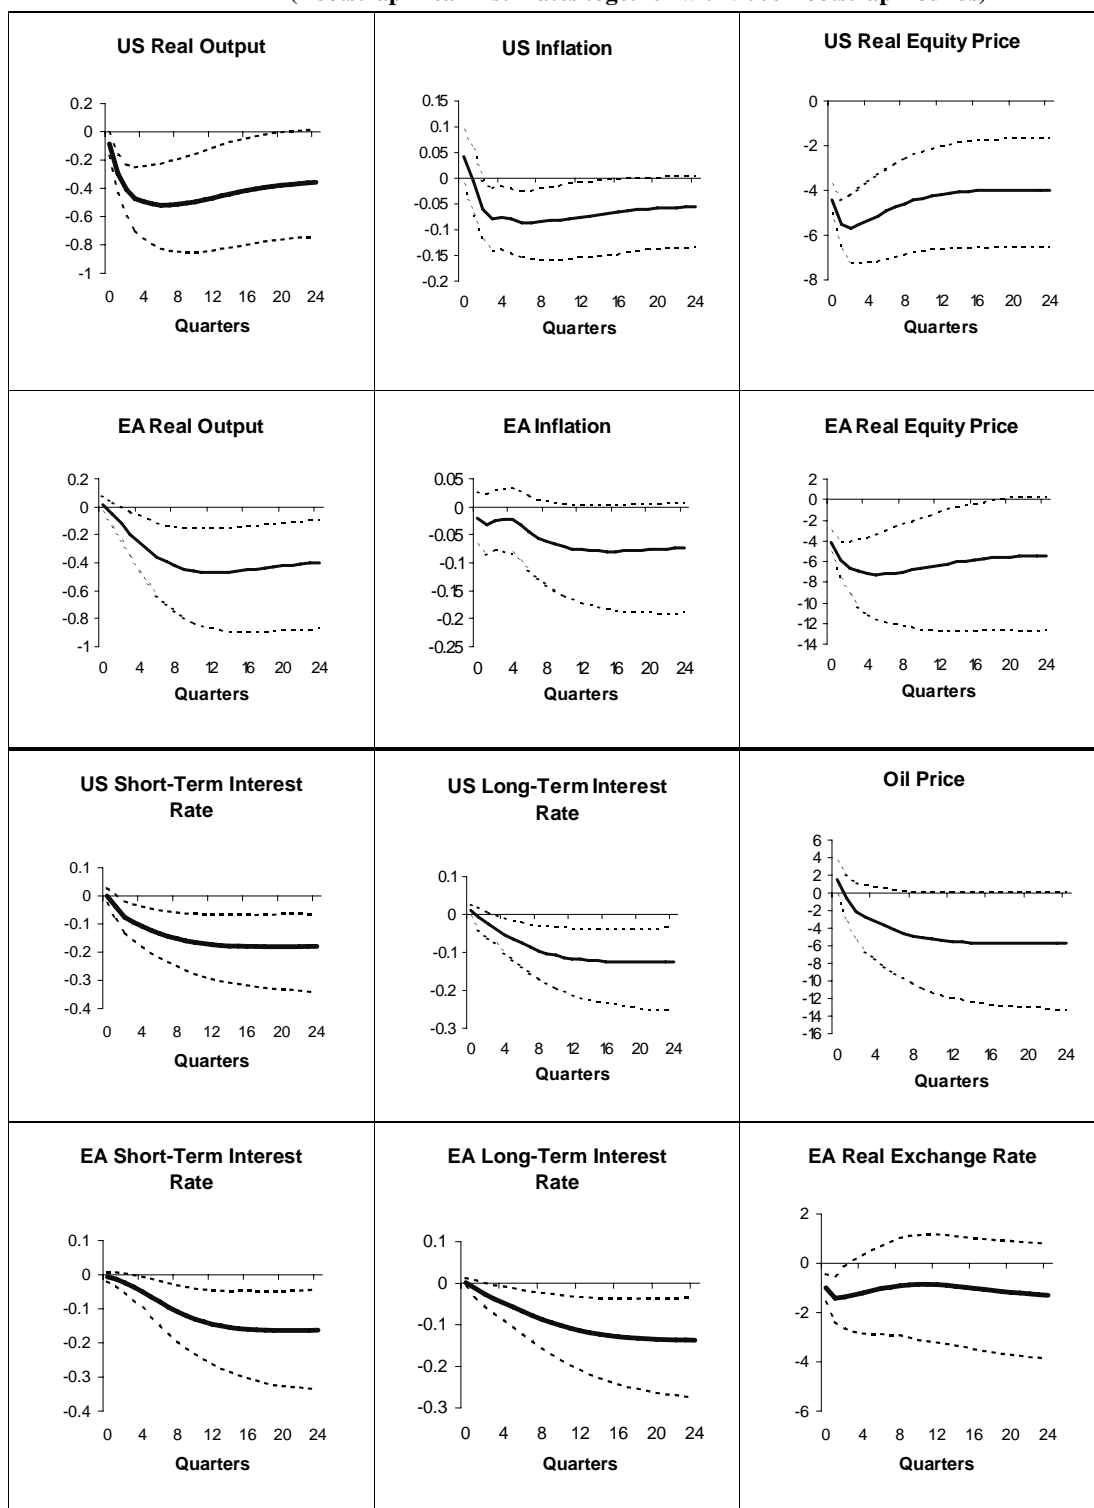 US Real Output
0.2
0
-0.2
-0.4
-0.6
-0.8
-1
0 4 8 12 16 20 24
Quarters
US Inflation
0.15
0.1
0.05
0
-0.05
-0.1
-0.15
-0.2
0 4 8 12 16 20 24
Quarters
US Real Equity Price
0
-2
-4
-6
-8
0 4 8 12 16 20 24
Quarters
EA Real Output
0.2
0
-0.2
-0.4
-0.6
-0.8
-1
0 4 8 12 16 20 24
Quarters
EA Inflation
0.05
0
-0.05
-0.1
-0.15
-0.2
-0.25
0 4 8 12 16 20 24
Quarters
EA Real Equity Price
2
0
-2
-4
-6
-8
-10
-12
-14
0 4 8 12 16 20 24
Quarters
US Short-Term Interest
Rate
0.1
0
-0.1
-0.2
-0.3
-0.4
0 4 8 12 16 20 24
Quarters
US Long-Term Interest
Rate
0.1
0
-0.1
-0.2
-0.3
0 4 8 12 16 20 24
Quarters
Oil Price
6
4
2
0
-2
-4
-6
-8
-10
-12
-14
-16
0 4 8 12 16 20 24
Quarters
EA Short-Term Interest
Rate
0.1
0
-0.1
-0.2
-0.3
-0.4
0 4 8 12 16 20 24
Quarters
EA Long-Term Interest
Rate
0.1
0
-0.1
-0.2
-0.3
0 4 8 12 16 20 24
Quarters
EA Real Exchange Rate
2
0
-2
-4
-6
0 4 8 12 16 20 24
Quarters